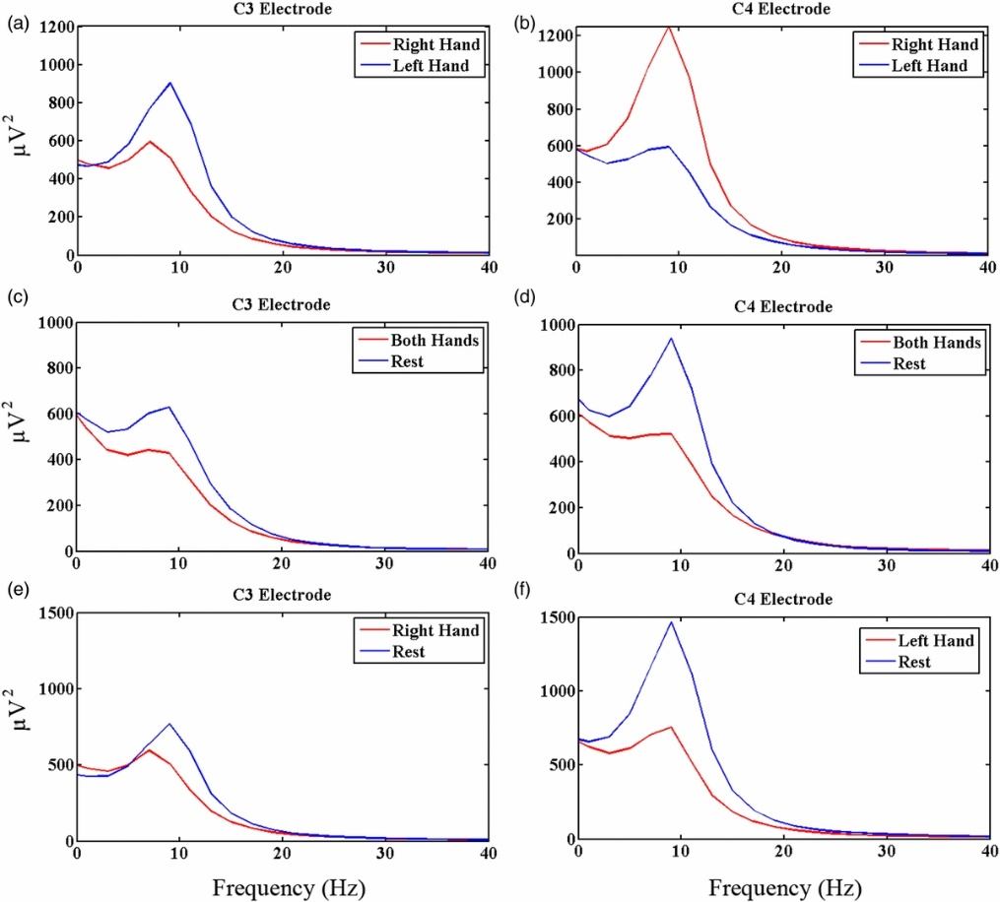 (a) C3 Electrode
1200
1000
800
600
400
200
0
μV²
Right Hand
Left Hand
0 10 20 30 40
(b) C4 Electrode
1200
1000
800
600
400
200
Right Hand
Left Hand
0 10 20 30 40
(c) C3 Electrode
1000
800
600
400
200
0
μV²
Both Hands
Rest
0 10 20 30 40
(d) C4 Electrode
1000
800
600
400
200
0
Both Hands
Rest
0 10 20 30 40
(e) C3 Electrode
1500
1000
500
0
μV²
Right Hand
Rest
0 10 20 30 40
Frequency (Hz)
(f) C4 Electrode
1500
1000
500
0
Left Hand
Rest
0 10 20 30 40
Frequency (Hz)